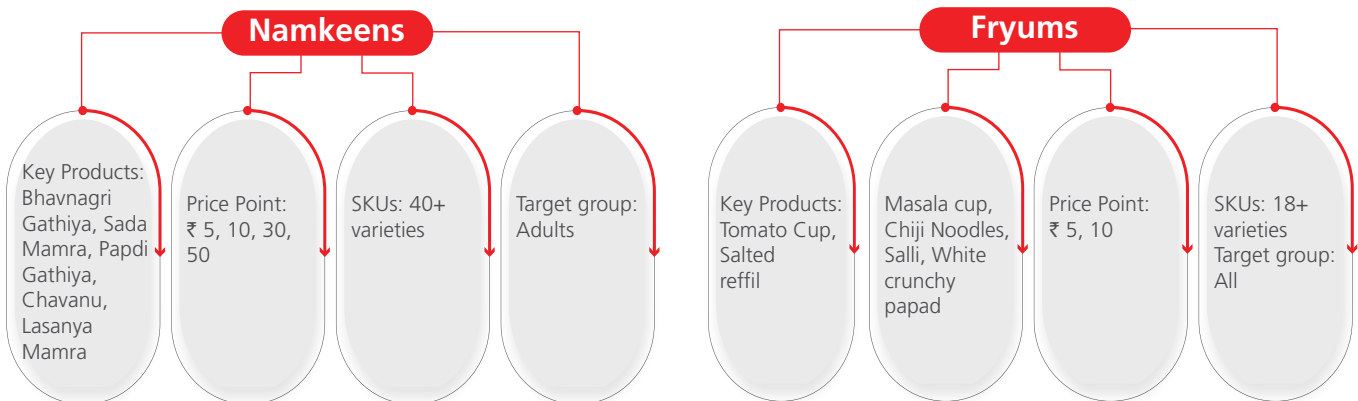 Namkeens
Key Products:
Bhavnagri
Gathiya, Sada
Mamra, Papdi
Gathiya,
Chavanu,
Lasanya
Mamra
Price Point:
₹ 5, 10, 30,
50
SKUs: 40+
varieties
Target group:
Adults
Fryums
Key Products:
Tomato Cup,
Salted
reffil
Masala cup,
Chiji Noodles,
Salli, White
crunchy
papad
Price Point:
₹ 5, 10
SKUs: 18+
varieties
Target group:
All